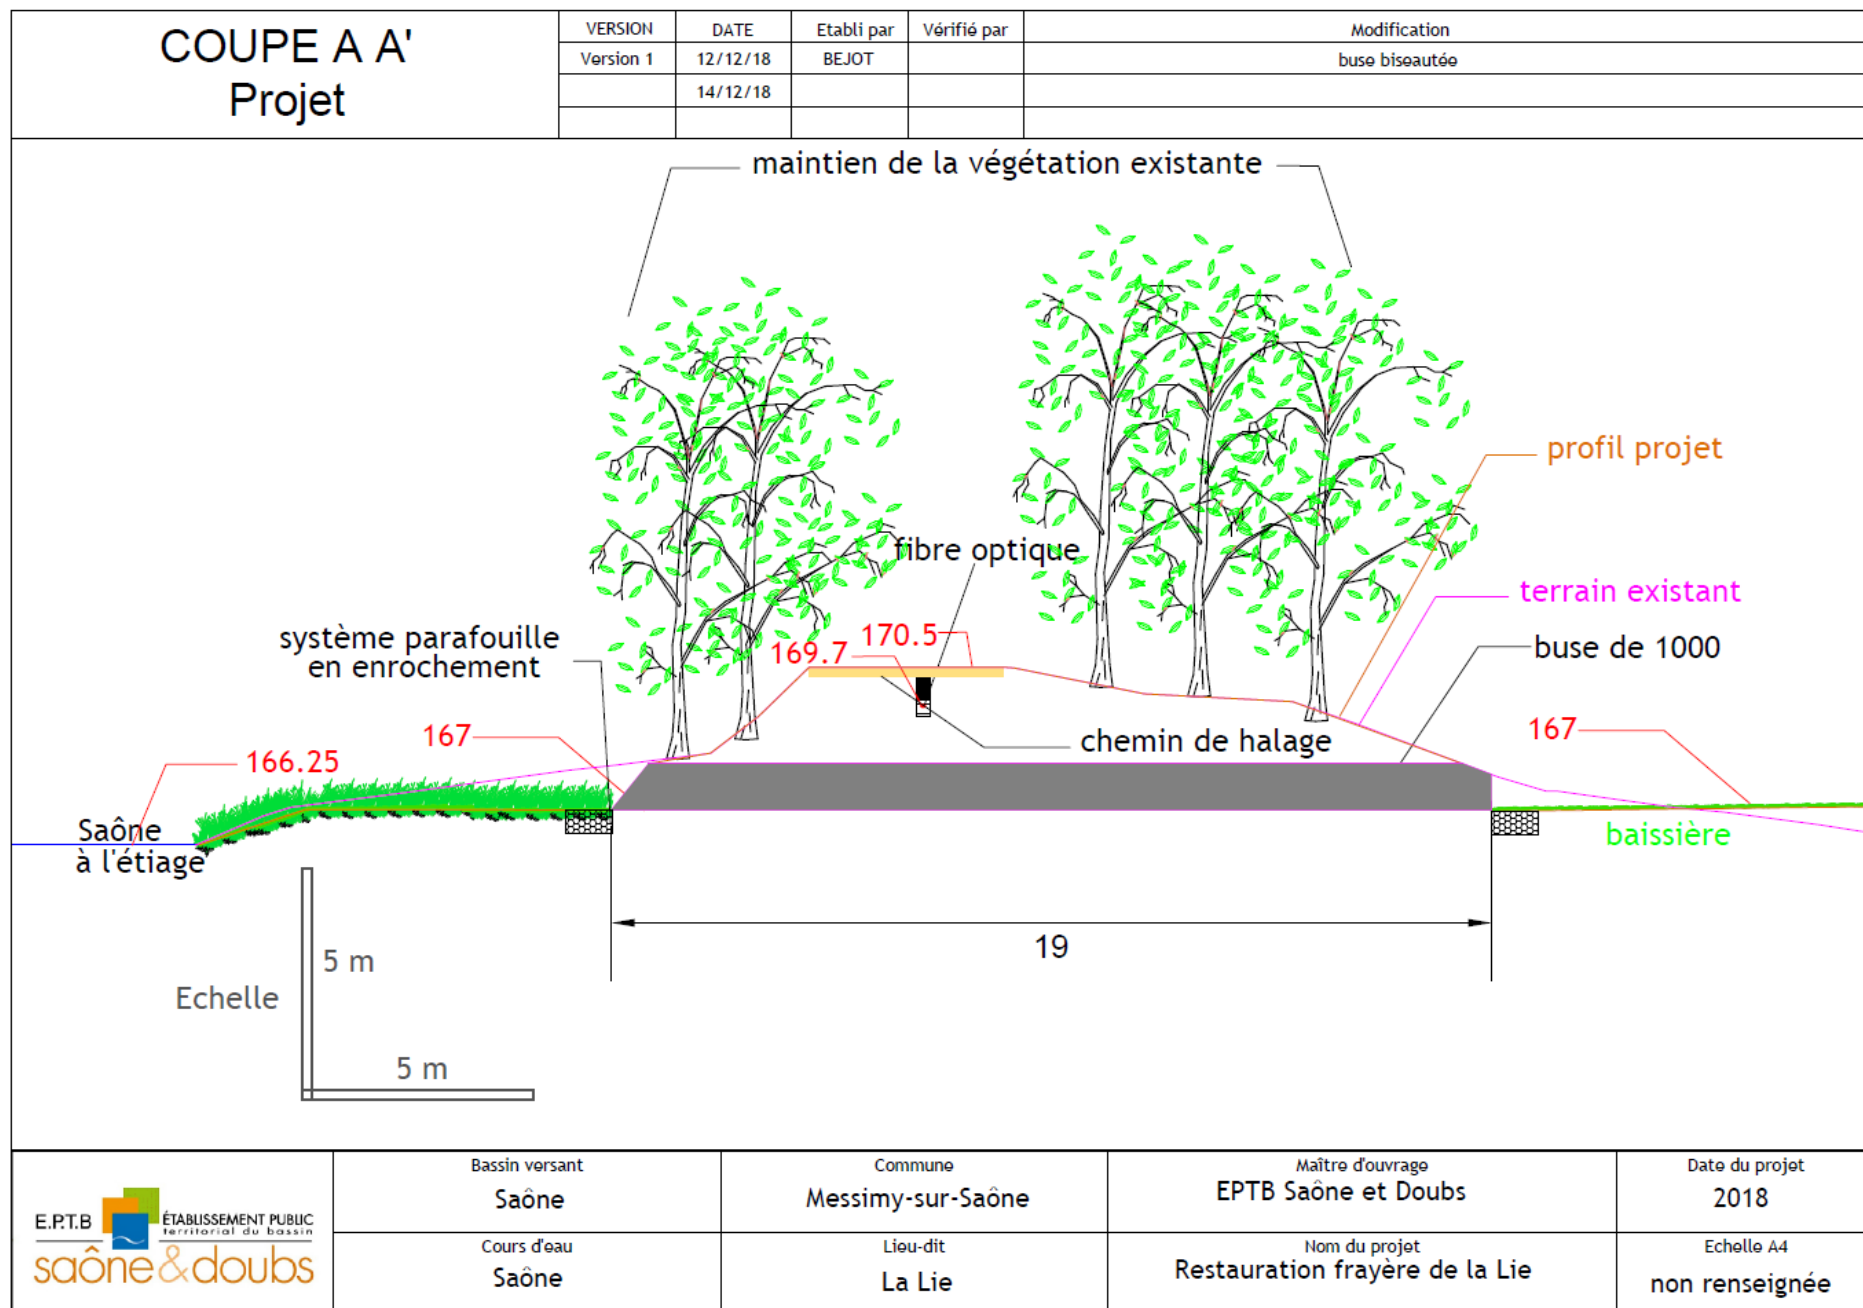 COUPE A A'
Projet
VERSION DATE Etabli par Vérifié par Modification
Version 1 12/12/18 BEJOT buse biseautée
14/12/18
maintien de la végétation existante
profil projet
fibre optique
terrain existant
système parafouille
en enrochement
170.5
169.7
buse de 1000
167
chemin de halage
167
166.25
Saône
à l'étiage
baissière
19
5 m
Echelle
5 m
E.P.T.B
ÉTABLISSEMENT PUBLIC
territorial du bassin
saône & doubs
Bassin versant
Saône
Commune
Messimy-sur-Saône
Maître d'ouvrage
EPTB Saône et Doubs
Date du projet
2018
Cours d'eau
Saône
Lieu-dit
La Lie
Nom du projet
Restauration frayère de la Lie
Echelle A4
non renseignée